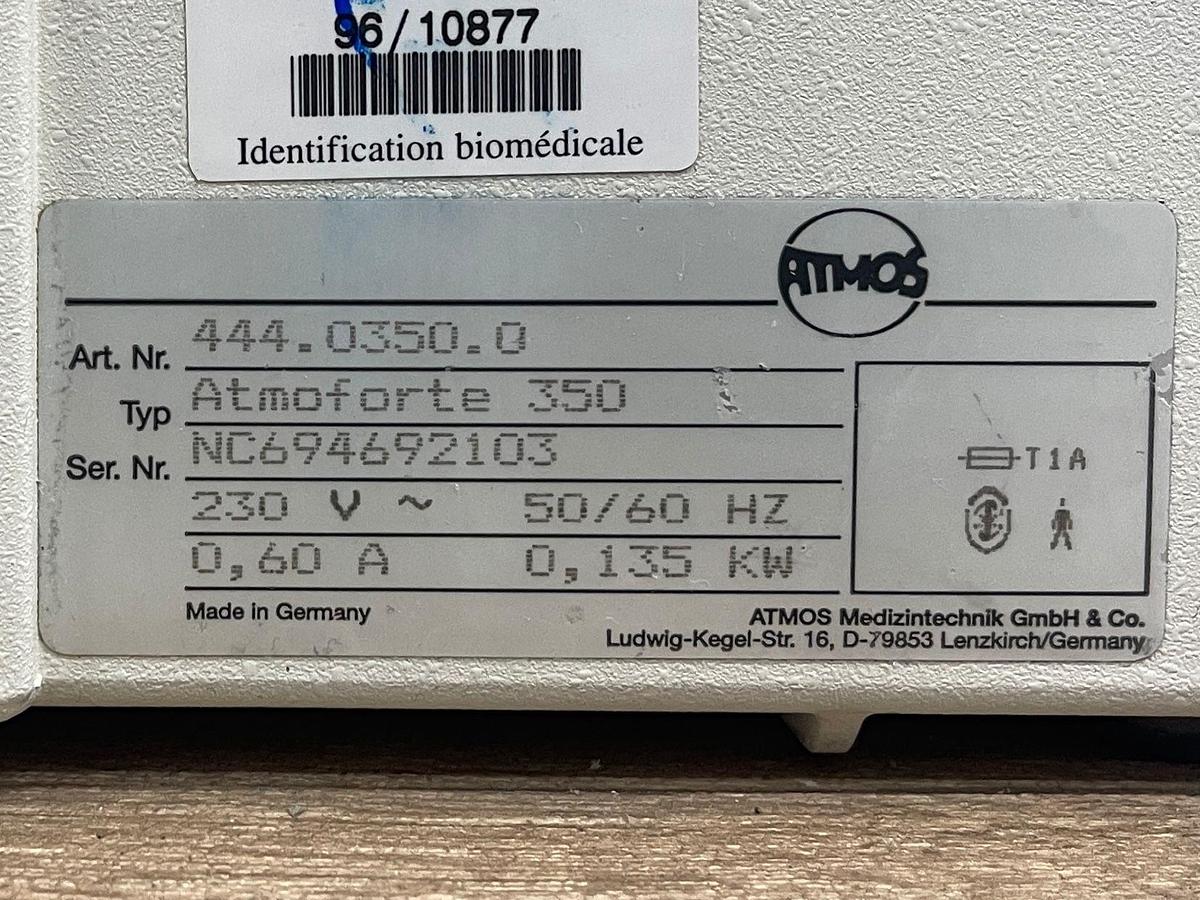 96/10877
Identification biomédicale
ATMOS
Art. Nr. 444.0350.0
Typ Atmoforte 350
Ser. Nr. NC694692103
230 V ~ 50/60 HZ
0,60 A 0,135 KW
T1A
Made in Germany
ATMOS Medizintechnik GmbH & Co.
Ludwig-Kegel-Str. 16, D-79853 Lenzkirch/Germany